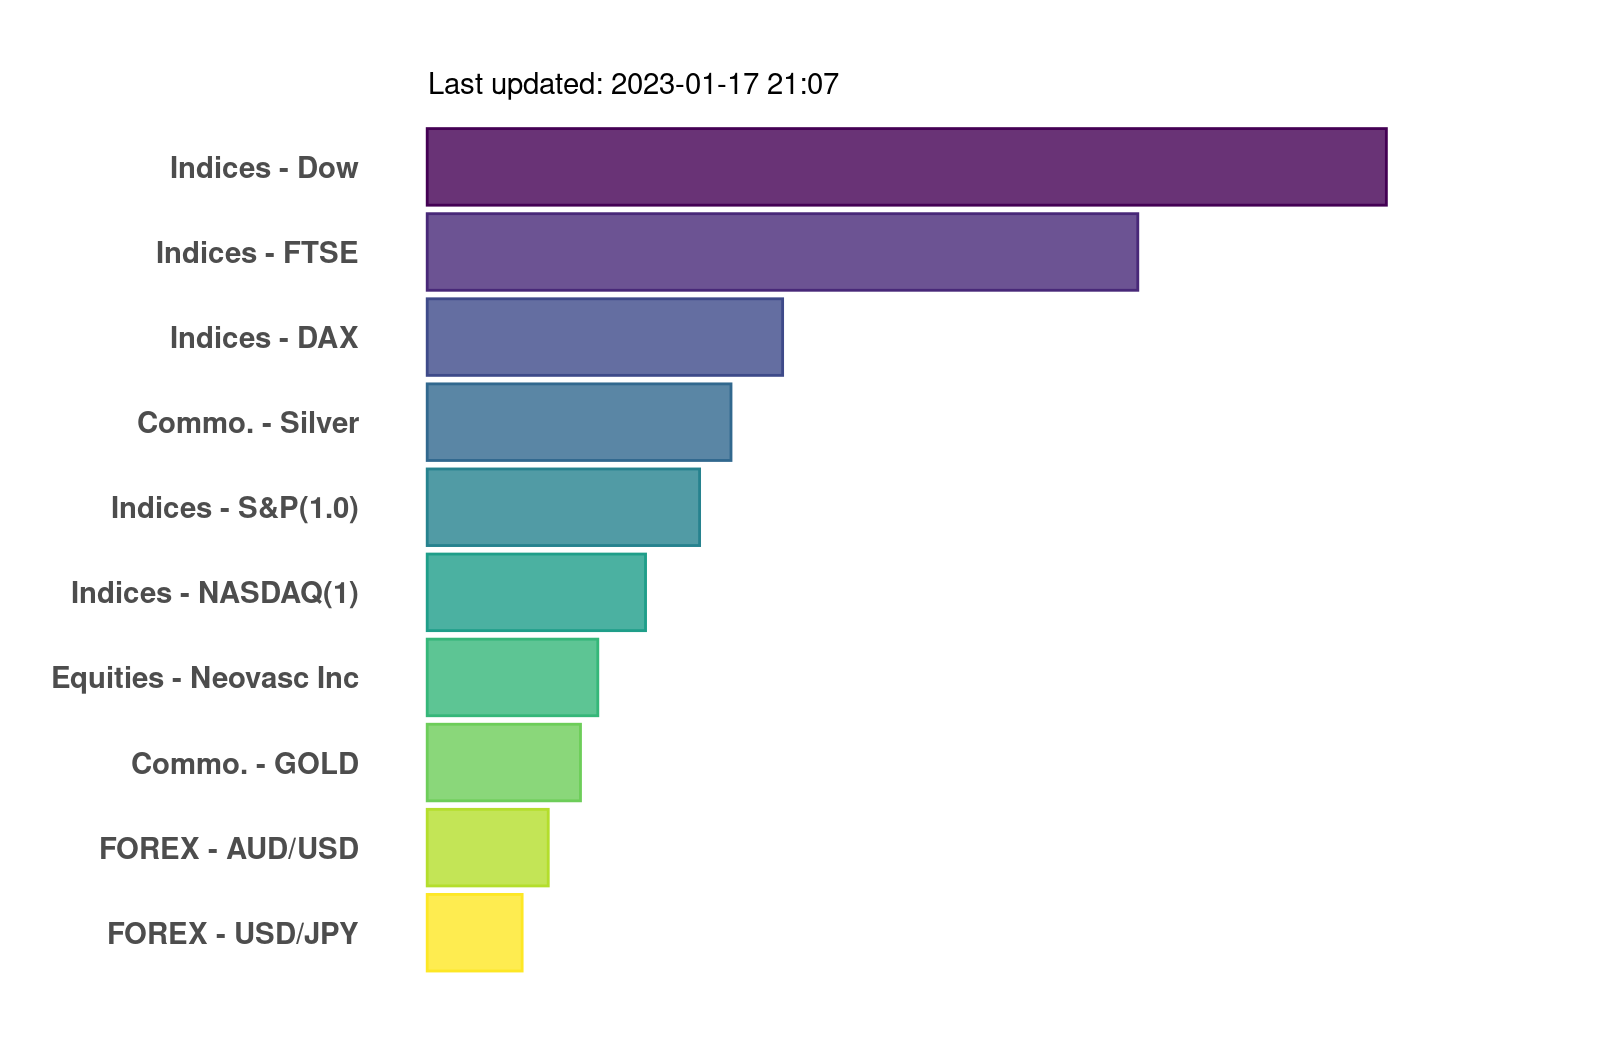 Last updated: 2023-01-17 21:07
Indices - Dow
Indices - FTSE
Indices - DAX
Commo. - Silver
Indices - S&P(1.0)
Indices - NASDAQ(1)
Equities - Neovasc Inc
Commo. - GOLD
FOREX - AUD/USD
FOREX - USD/JPY